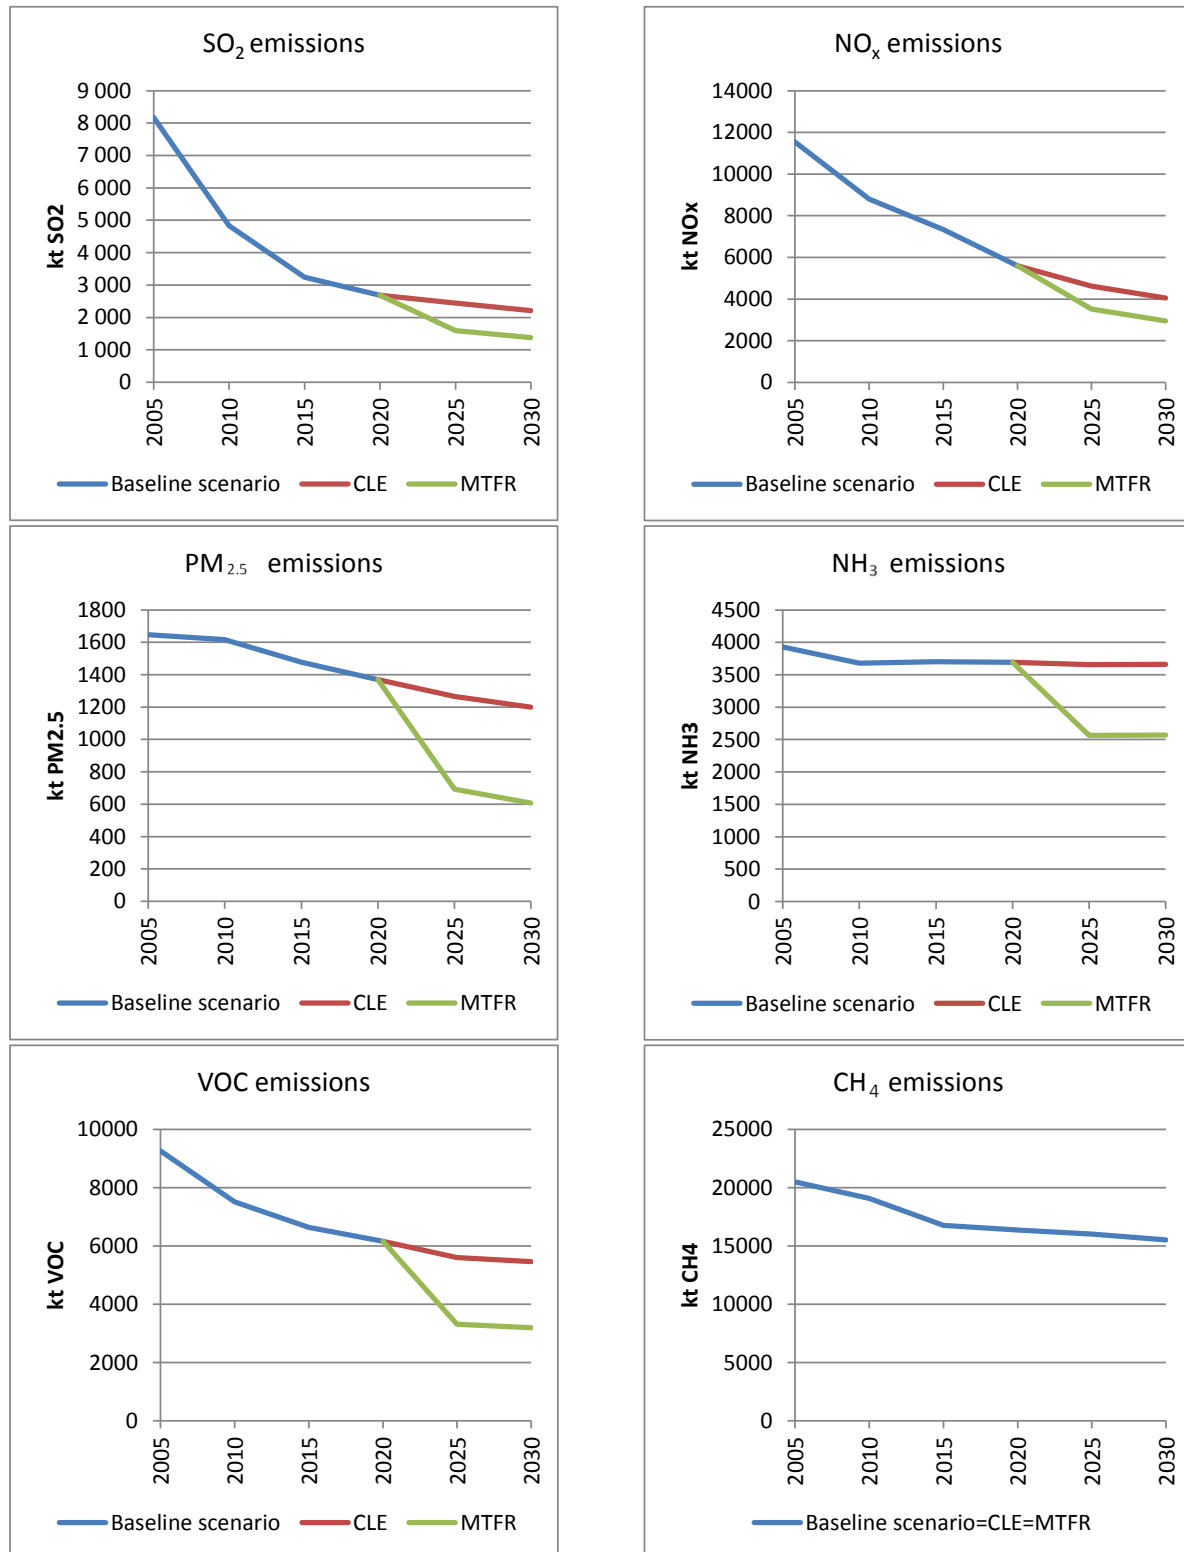 SO2 emissions
9 000
8 000
7 000
6 000
5 000
4 000
3 000
2 000
1 000
0
kt SO2
2005 2010 2015 2020 2025 2030
Baseline scenario CLE MTFR
NOx emissions
14000
12000
10000
8000
6000
4000
2000
0
kt NOx
2005 2010 2015 2020 2025 2030
Baseline scenario CLE MTFR
PM2.5 emissions
1800
1600
1400
1200
1000
800
600
400
200
0
kt PM2.5
2005 2010 2015 2020 2025 2030
Baseline scenario CLE MTFR
NH3 emissions
4500
4000
3500
3000
2500
2000
1500
1000
500
0
kt NH3
2005 2010 2015 2020 2025 2030
Baseline scenario CLE MTFR
VOC emissions
10000
8000
6000
4000
2000
0
kt VOC
2005 2010 2015 2020 2025 2030
Baseline scenario CLE MTFR
CH4 emissions
25000
20000
15000
10000
5000
0
kt CH4
2005 2010 2015 2020 2025 2030
Baseline scenario=CLE=MTFR